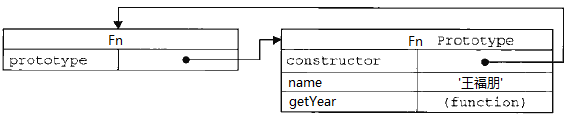 Fn
prototype
Fn Prototype
constructor
name '王福朋'
getYear (function)